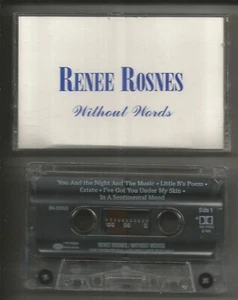 RENEE ROSNES
Without Words
You And the Night And The Music • Little B's Poem •
Estate • I've Got You Under My Skin •
In A Sentimental Mood
Side 1
RENEE ROSNES / WITHOUT WORDS